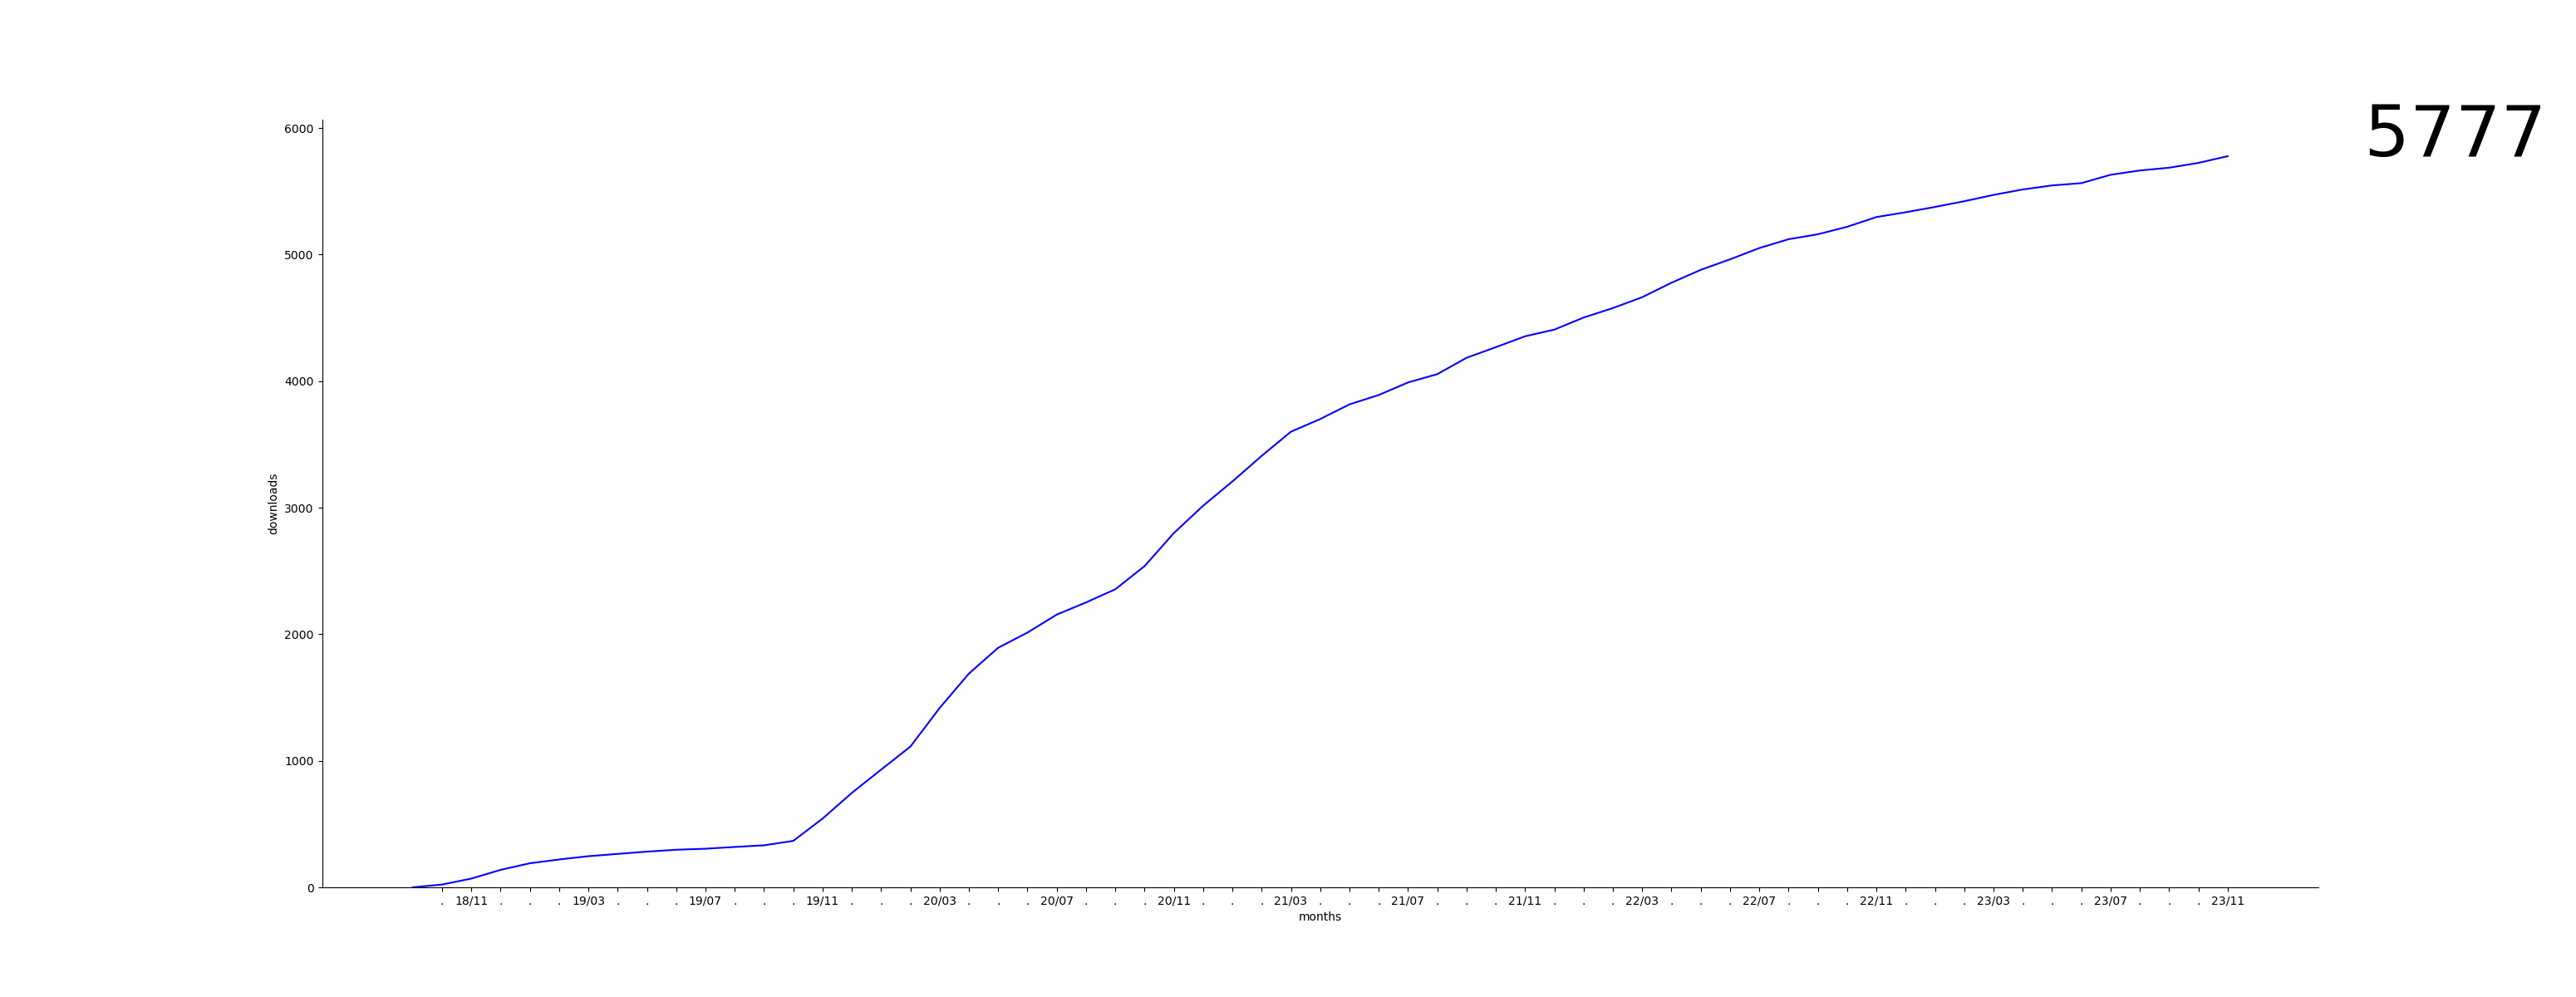 5777
6000
5000
4000
3000
2000
1000
0
downloads
. 18/11 . . . 19/03 . . . 19/07 . . . 19/11 . . . 20/03 . . . 20/07 . . . 20/11 . . . 21/03 . . . 21/07 . . . 21/11 . . . 22/03 . . . 22/07 . . . 22/11 . . . 23/03 . . . 23/07 . . . 23/11
months